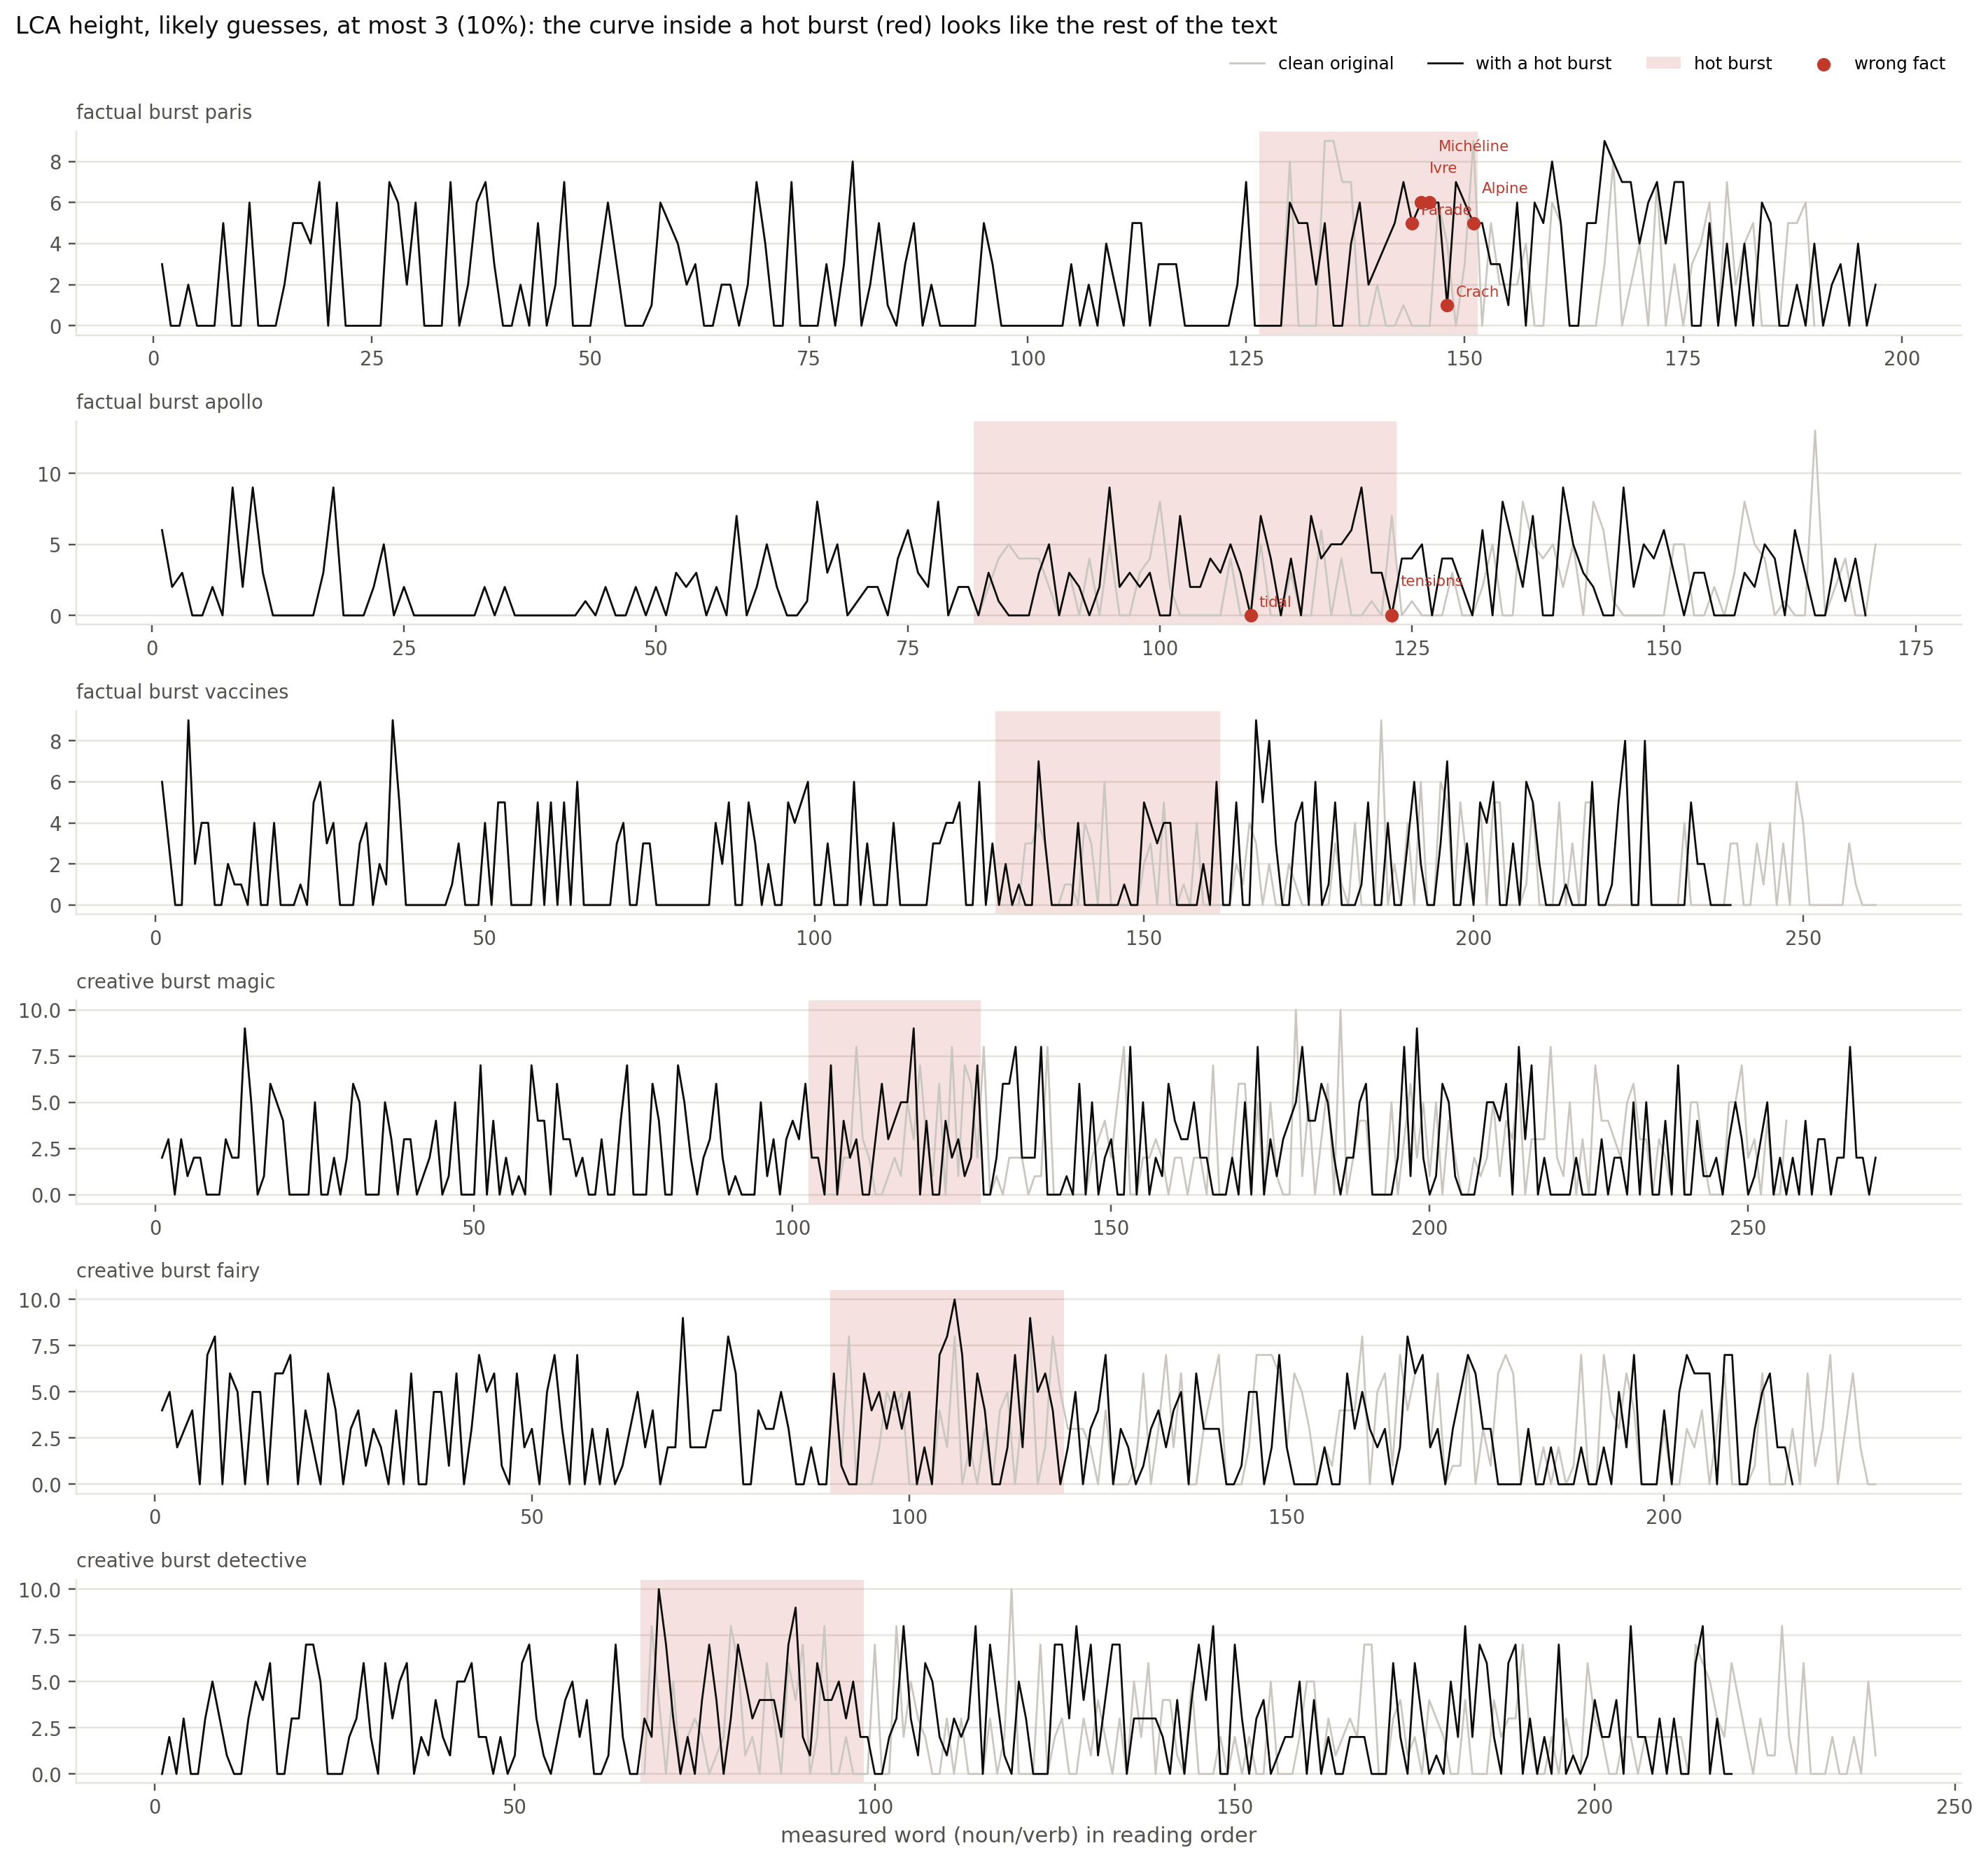 LCA height, likely guesses, at most 3 (10%): the curve inside a hot burst (red) looks like the rest of the text
clean original with a hot burst hot burst wrong fact
factual burst paris
8
6
4
2
0
Michéline
Ivre
Alpine
Parade
Crach
0 25 50 75 100 125 150 175 200
factual burst apollo
10
5
0
tensions
tidal
0 25 50 75 100 125 150 175
factual burst vaccines
8
6
4
2
0
0 50 100 150 200 250
creative burst magic
10.0
7.5
5.0
2.5
0.0
0 50 100 150 200 250
creative burst fairy
10.0
7.5
5.0
2.5
0.0
0 50 100 150 200
creative burst detective
10.0
7.5
5.0
2.5
0.0
0 50 100 150 200 250
measured word (noun/verb) in reading order